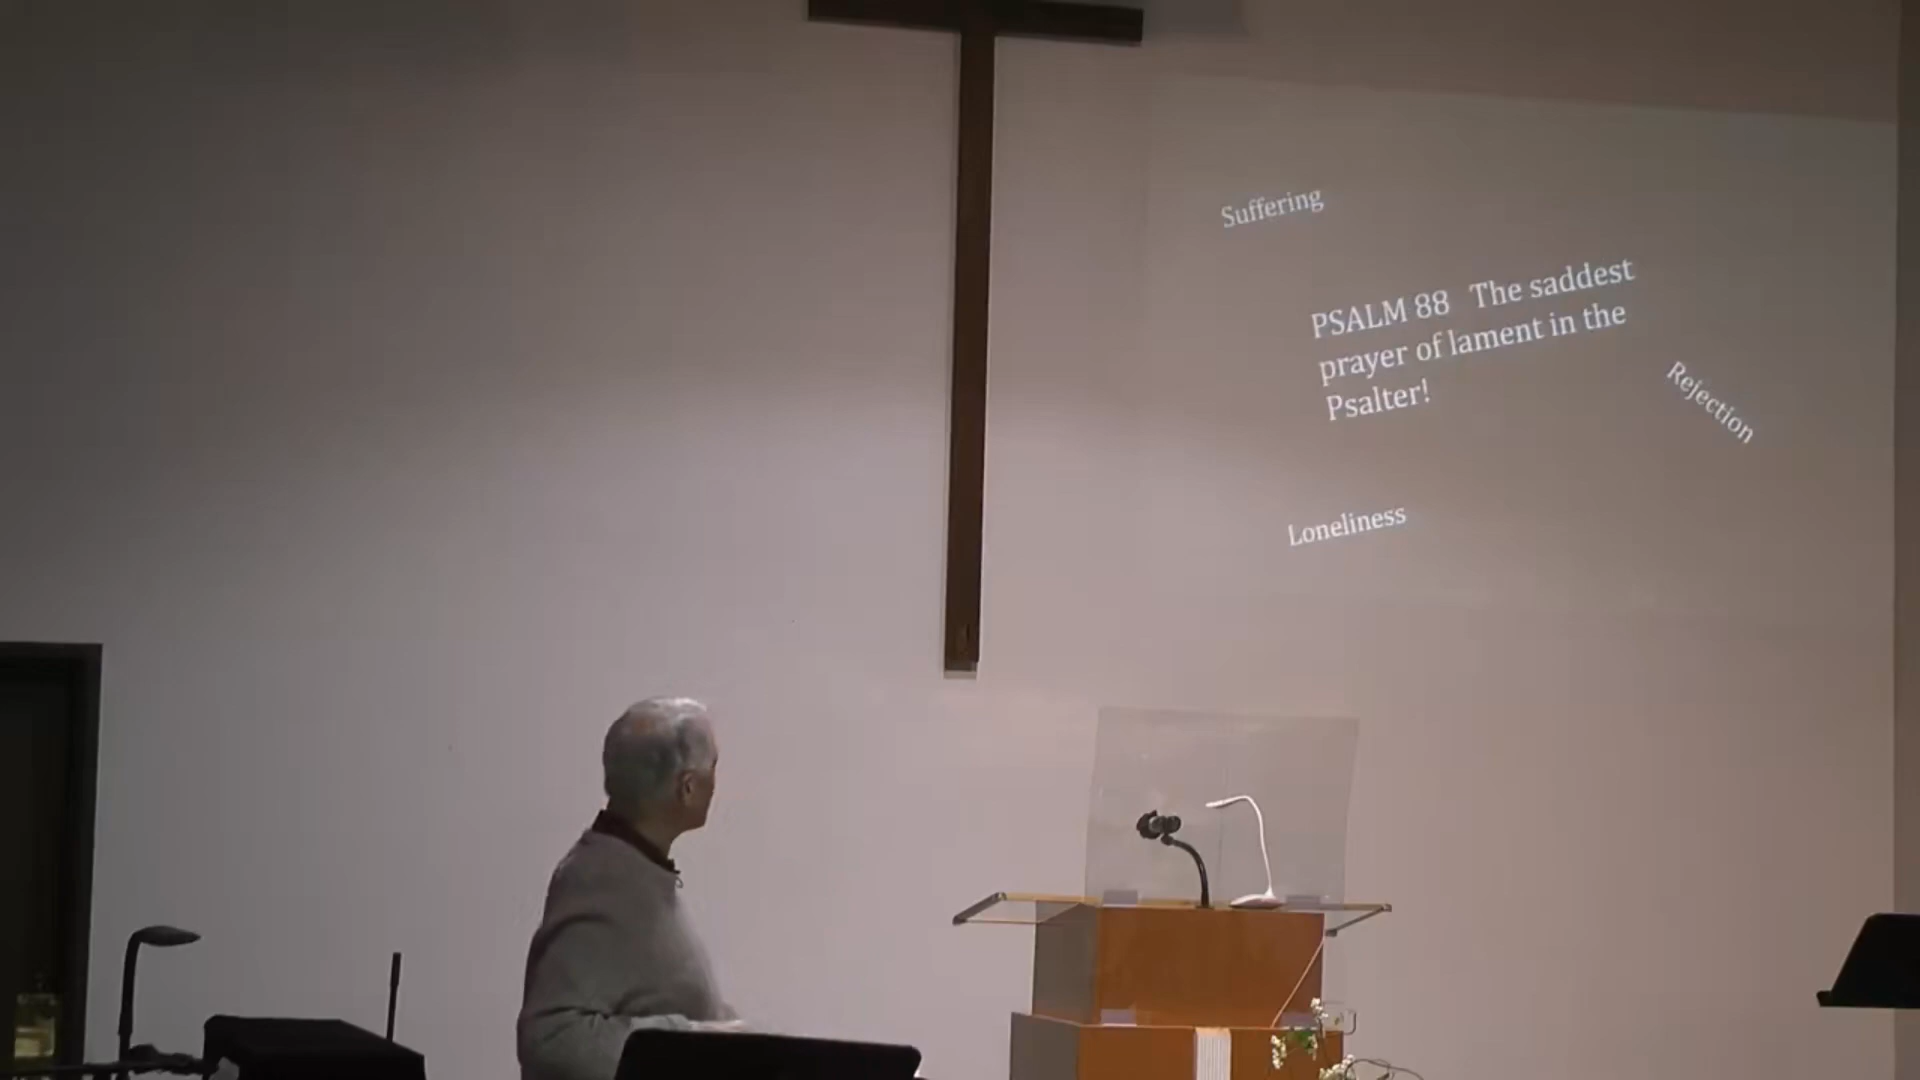 Suffering
PSALM 88 The saddest
prayer of lament in the
Psalter!
Rejection
Loneliness